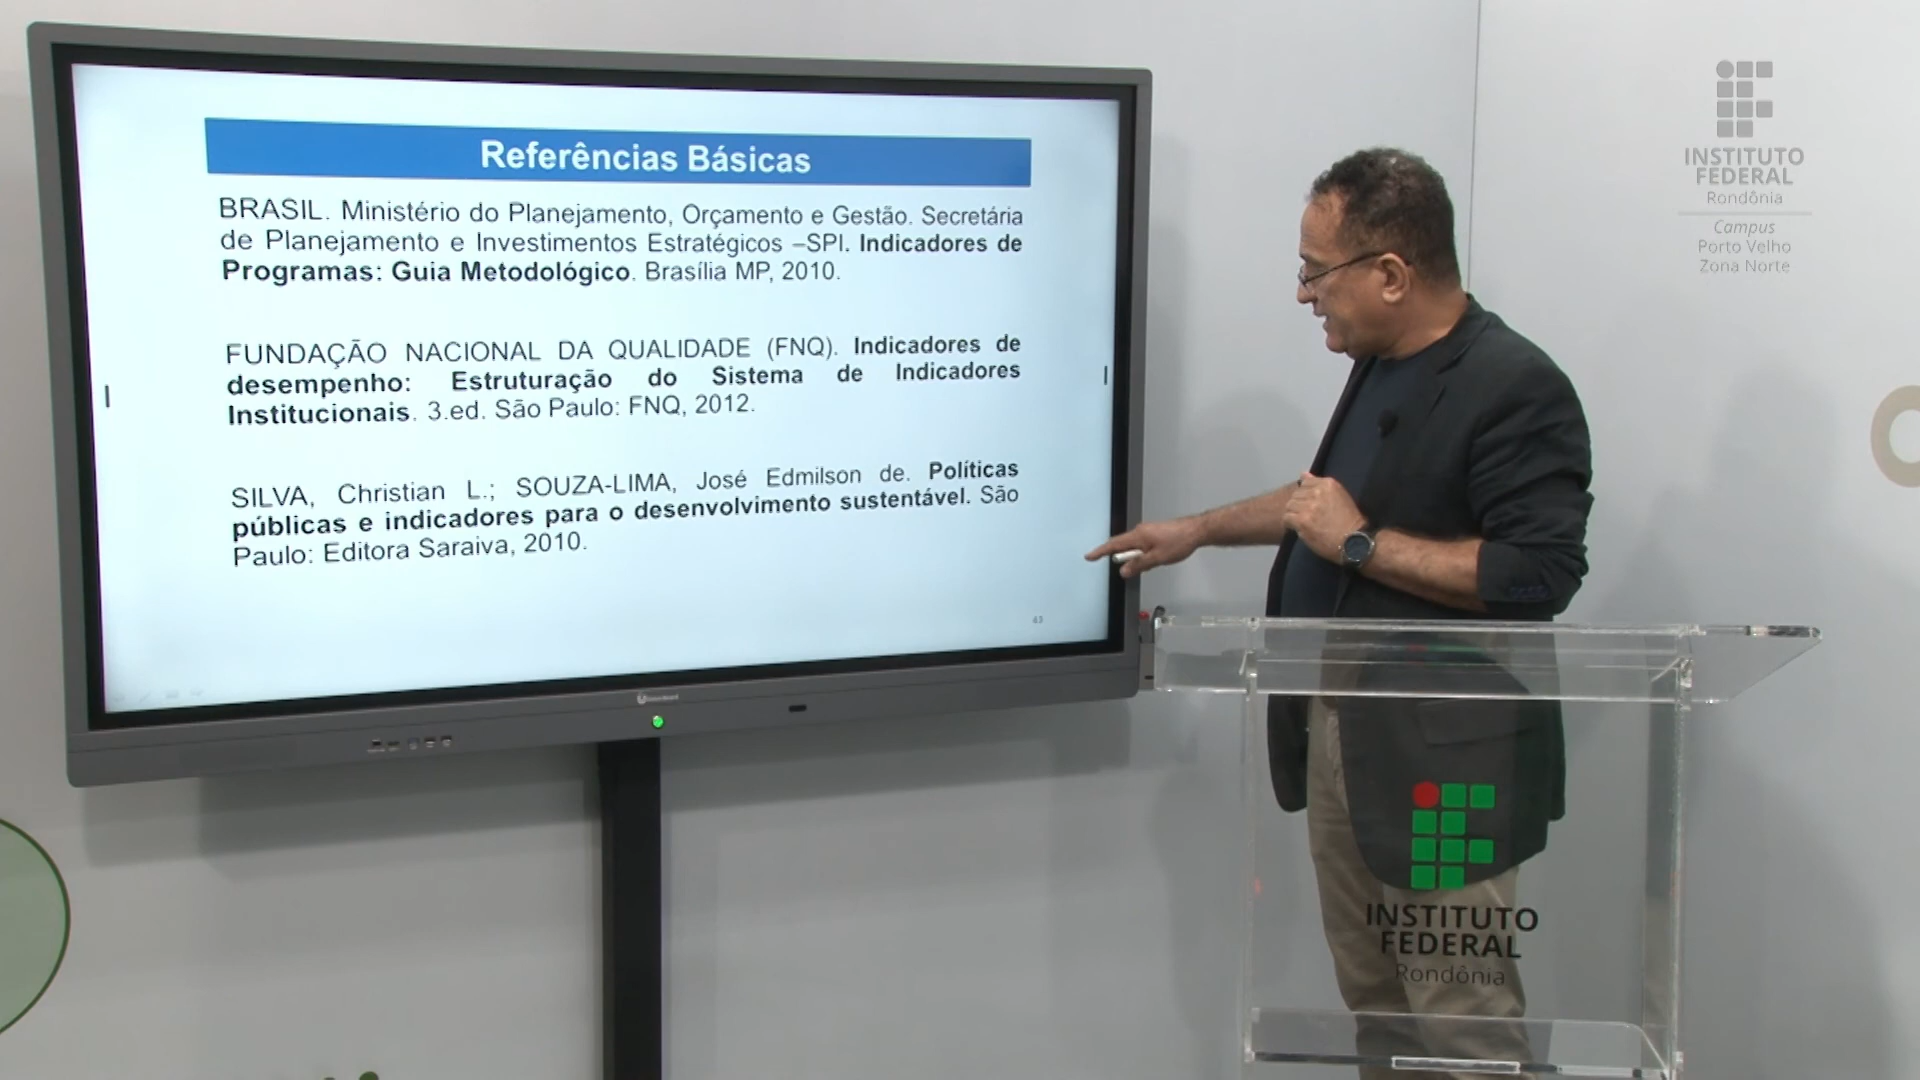 Referências Básicas
BRASIL. Ministério do Planejamento, Orçamento e Gestão. Secretária
de Planejamento e Investimentos Estratégicos –SPI. Indicadores de
Programas: Guia Metodológico. Brasília MP, 2010.
FUNDAÇÃO NACIONAL DA QUALIDADE (FNQ). Indicadores de
desempenho: Estruturação do Sistema de Indicadores
Institucionais. 3.ed. São Paulo: FNQ, 2012.
SILVA, Christian L.; SOUZA-LIMA, José Edmilson de. Políticas
públicas e indicadores para o desenvolvimento sustentável. São
Paulo: Editora Saraiva, 2010.
43
INSTITUTO
FEDERAL
Rondônia
Campus
Porto Velho
Zona Norte
INSTITUTO
FEDERAL
Rondônia